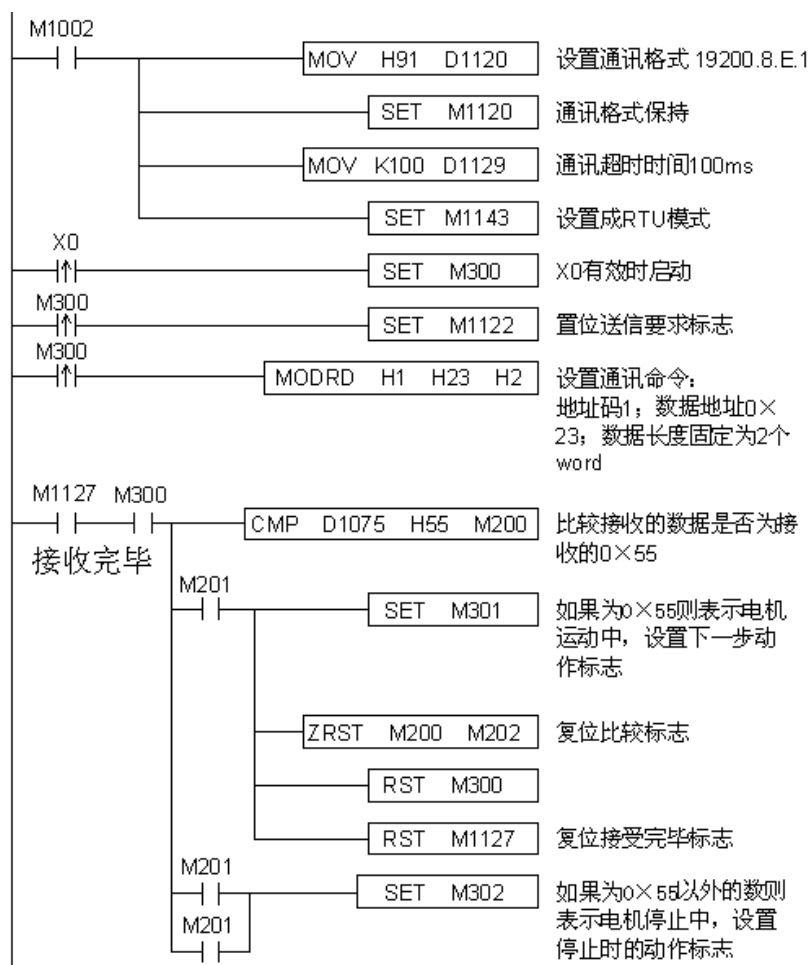 M1002
MOV H91 D1120 设置通讯格式 19200.8.E.1
SET M1120 通讯格式保持
MOV K100 D1129 通讯超时时间100ms
SET M1143 设置成RTU模式
X0
SET M300 X0有效时启动
M300
SET M1122 置位送信要求标志
M300
MODRD H1 H23 H2 设置通讯命令:
地址码1；数据地址0×
23；数据长度固定为2个
word
M1127 M300
CMP D1075 H55 M200 比较接收的数据是否为接
收的0×55
接收完毕
M201
SET M301 如果为0×55则表示电机
运动中，设置下一步动
作标志
ZRST M200 M202 复位比较标志
RST M300
RST M1127 复位接受完毕标志
M201
SET M302 如果为0×55以外的数则
表示电机停止中，设置
停止时的动作标志
M201